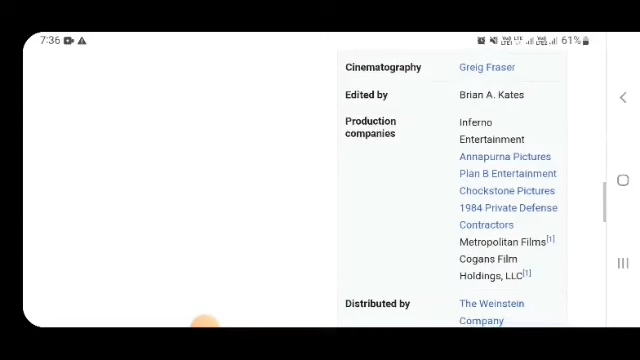 7:36 61%
Cinematography Greig Fraser
Edited by Brian A. Kates
Production companies Inferno
Entertainment
Annapurna Pictures
Plan B Entertainment
Chockstone Pictures
1984 Private Defense
Contractors
Metropolitan Films[1]
Cogans Film
Holdings, LLC[1]
Distributed by The Weinstein
Company